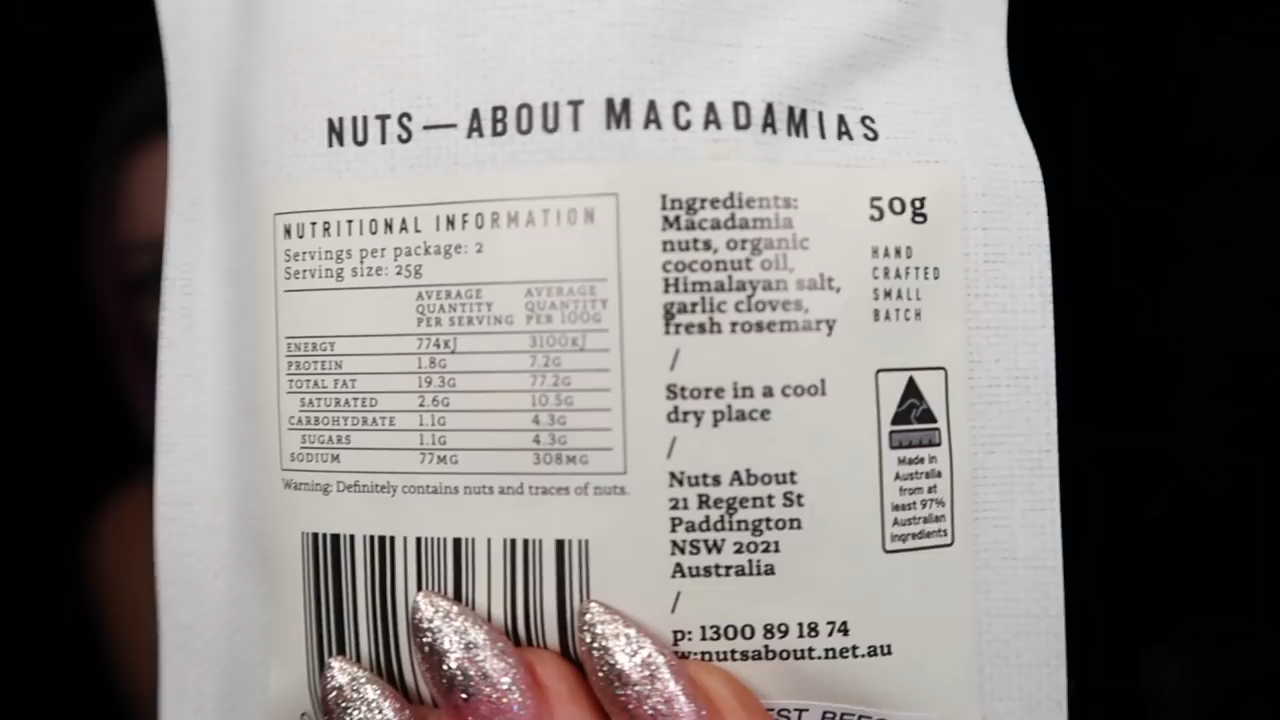 NUTS—ABOUT MACADAMIAS
NUTRITIONAL INFORMATION
Servings per package: 2
Serving size: 25g
AVERAGE QUANTITY PER SERVING AVERAGE QUANTITY PER 100G
ENERGY 774KJ 3100KJ
PROTEIN 1.8G 7.2G
TOTAL FAT 19.3G 77.2G
SATURATED 2.6G 10.5G
CARBOHYDRATE 1.1G 4.3G
SUGARS 1.1G 4.3G
SODIUM 77MG 308MG
Warning: Definitely contains nuts and traces of nuts.
Ingredients:
Macadamia
nuts, organic
coconut oil,
Himalayan salt,
garlic cloves,
fresh rosemary
/
Store in a cool
dry place
/
Nuts About
21 Regent St
Paddington
NSW 2021
Australia
/
p: 1300 89 18 74
w:nutsabout.net.au
50g
HAND
CRAFTED
SMALL
BATCH
Made in
Australia
from at
least 97%
Australian
ingredients